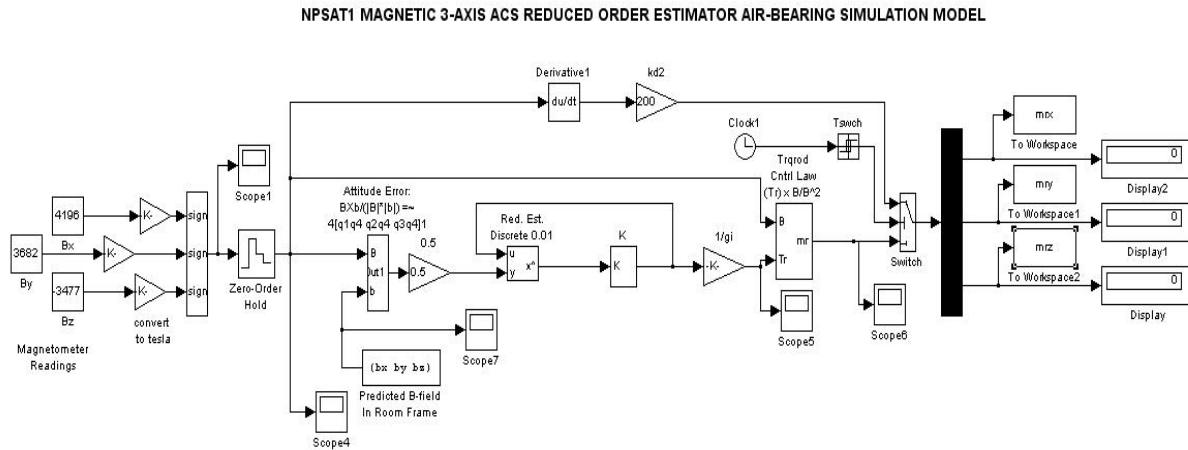 NPSAT1 MAGNETIC 3-AXIS ACS REDUCED ORDER ESTIMATOR AIR-BEARING SIMULATION MODEL
Derivative1
du/dt
kd2
200
Clock1
Tswch
mrx
To Workspace
0
Display2
mry
To Workspace1
0
Display1
mrz
To Workspace2
0
Display
Scope1
4196
Bx
K-
sign
3682
By
K-
sign
-3477
Bz
K-
sign
convert
to tesla
Magnetometer
Readings
Zero-Order
Hold
Attitude Error:
BXb/(|B|*|b|) =~
4[q1q4 q2q4 q3q4]1
B
Out1
b
0.5
0.5
Red. Est.
Discrete 0.01
u
y
x^
K
K
1/gi
-K-
Trqrod
Cntrl Law
(Tr) x B/B^2
B
mr
Tr
Switch
Scope5
Scope6
Scope7
(bx by bz)
Predicted B-field
In Room Frame
Scope4